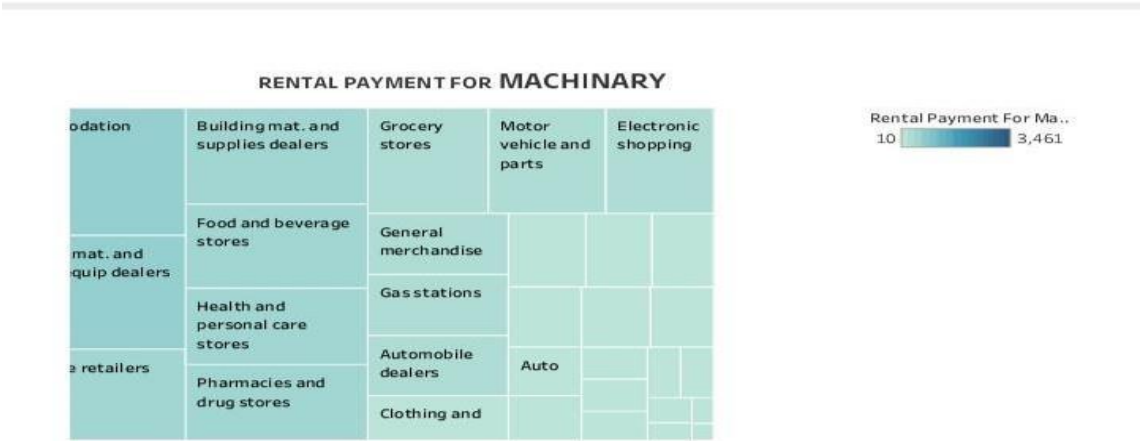 RENTAL PAYMENT FOR MACHINARY
Rental Payment For Ma..
10 3,461
odation
Building mat. and
supplies dealers
Grocery
stores
Motor
vehicle and
parts
Electronic
shopping
Food and beverage
stores
General
merchandise
mat. and
equip dealers
Gas stations
Health and
personal care
stores
Automobile
dealers
Auto
e retailers
Pharmacies and
drug stores
Clothing and